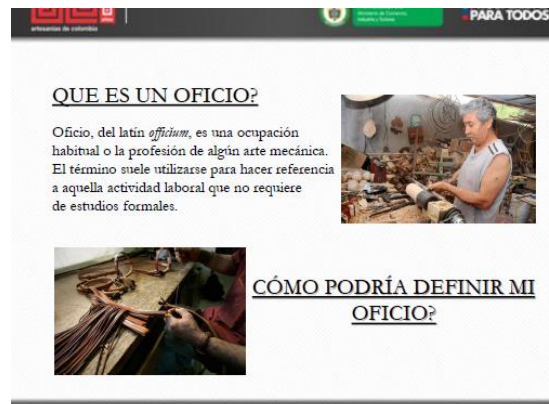 artesanías de colombia
PARA TODOS
QUE ES UN OFICIO?
Oficio, del latín officium, es una ocupación
habitual o la profesión de algún arte mecánica.
El término suele utilizarse para hacer referencia
a aquella actividad laboral que no requiere
de estudios formales.
CÓMO PODRÍA DEFINIR MI
OFICIO?